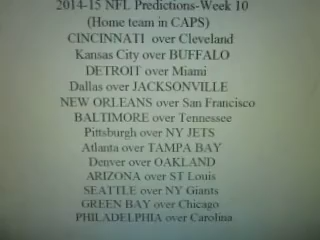 2014-15 NFL Predictions-Week 10
(Home team in CAPS)
CINCINNATI over Cleveland
Kansas City over BUFFALO
DETROIT over Miami
Dallas over JACKSONVILLE
NEW ORLEANS over San Francisco
BALTIMORE over Tennessee
Pittsburgh over NY JETS
Atlanta over TAMPA BAY
Denver over OAKLAND
ARIZONA over ST Louis
SEATTLE over NY Giants
GREEN BAY over Chicago
PHILADELPHIA over Carolina